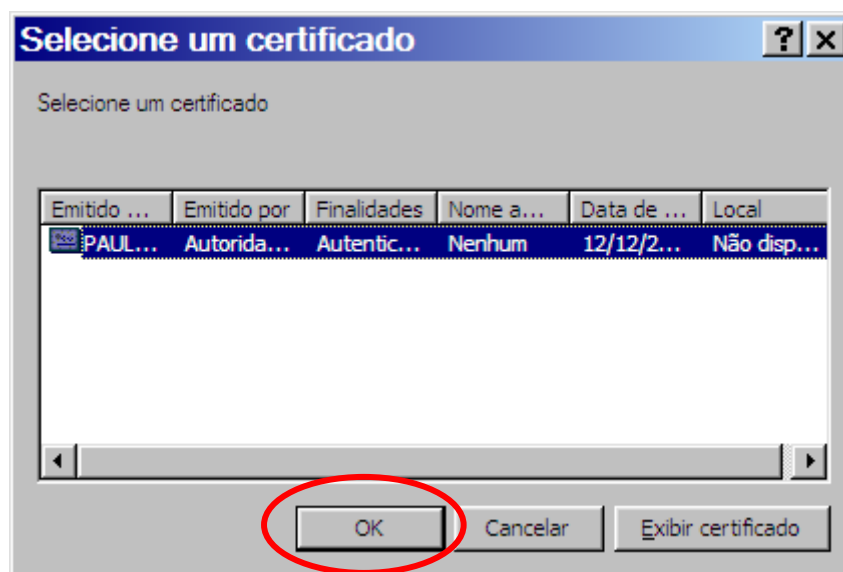 Selecione um certificado
Selecione um certificado
Emitido ... Emitido por Finalidades Nome a... Data de ... Local
PAUL... Autorida... Autentic... Nenhum 12/12/2... Não disp...
OK Cancelar Exibir certificado